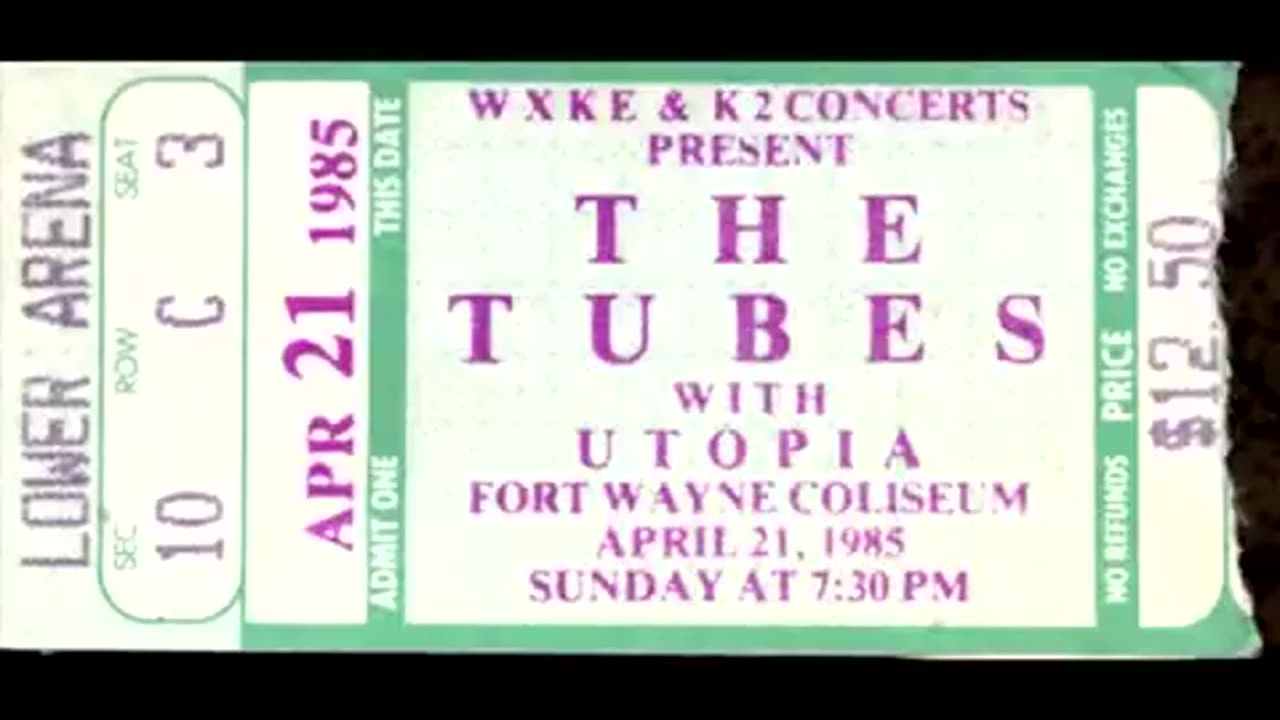 LOWER ARENA
SEC 10 ROW C SEAT 3
APR 21 1985
ADMIT ONE THIS DATE
W X K E & K 2 CONCERTS
PRESENT
THE
TUBES
WITH
UTOPIA
FORT WAYNE COLISEUM
APRIL 21, 1985
SUNDAY AT 7:30 PM
NO REFUNDS PRICE NO EXCHANGES
$12.50